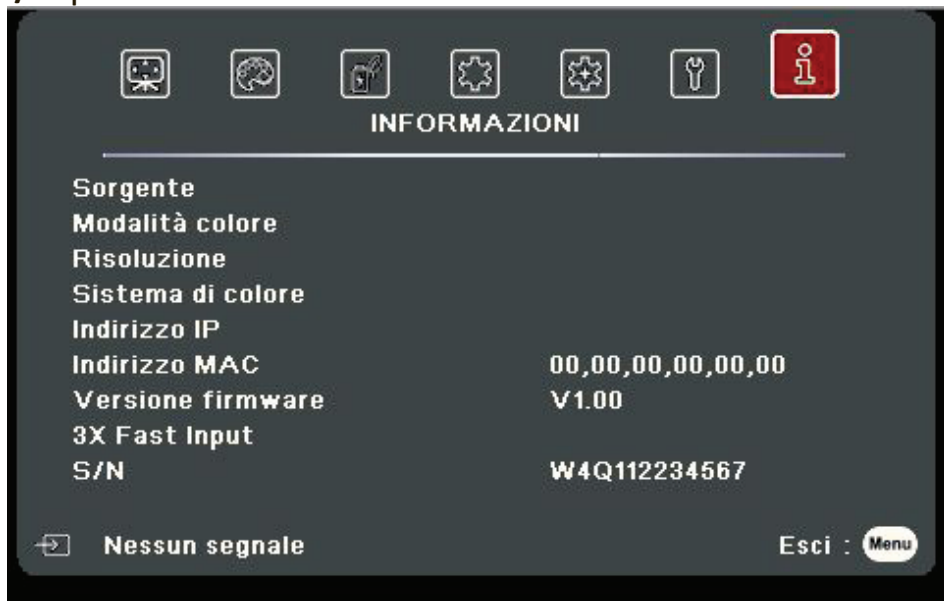 INFORMAZIONI
Sorgente
Modalità colore
Risoluzione
Sistema di colore
Indirizzo IP
Indirizzo MAC 00,00,00,00,00,00
Versione firmware V1.00
3X Fast Input
S/N W4Q112234567
Nessun segnale Esci : Menu